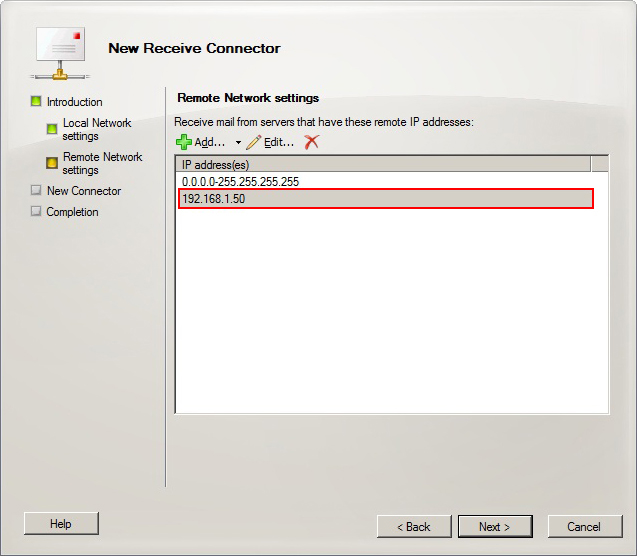 New Receive Connector
Introduction
Local Network
settings
Remote Network
settings
New Connector
Completion
Remote Network settings
Receive mail from servers that have these remote IP addresses:
Add... Edit...
IP address(es)
0.0.0.0-255.255.255.255
192.168.1.50
Help < Back Next > Cancel